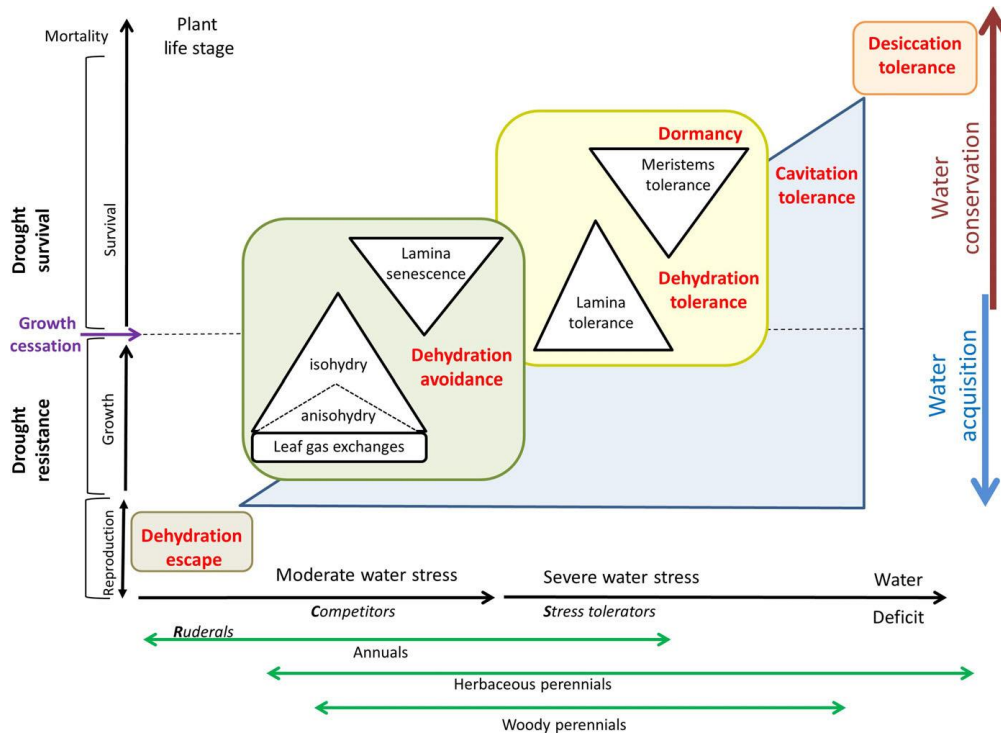 Mortality
Plant
life stage
Desiccation
tolerance
Dormancy
Meristems
tolerance
Cavitation
tolerance
Water
conservation
Drought
survival
Survival
Lamina
senescence
Dehydration
tolerance
Lamina
tolerance
Growth
cessation
Dehydration
avoidance
isohydry
anisohydry
Leaf gas exchanges
Water
acquisition
Drought
resistance
Growth
Reproduction
Dehydration
escape
Moderate water stress
Severe water stress
Water
Deficit
Competitors
Stress tolerators
Ruderals
Annuals
Herbaceous perennials
Woody perennials